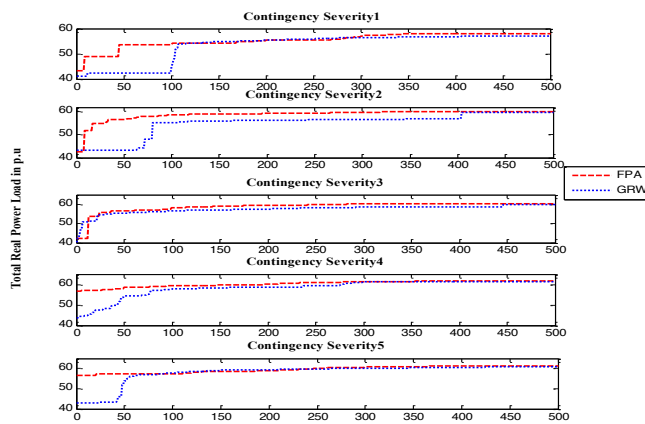 Contingency Severity1
60
50
40
0 50 100 150 200 250 300 350 400 450 500
Contingency Severity2
60
50
40
0 50 100 150 200 250 300 350 400 450 500
Contingency Severity3
60
50
40
0 50 100 150 200 250 300 350 400 450 500
Contingency Severity4
60
50
40
0 50 100 150 200 250 300 350 400 450 500
Contingency Severity5
60
50
40
0 50 100 150 200 250 300 350 400 450 500
Total Real Power Load in p.u
FPA
GRW